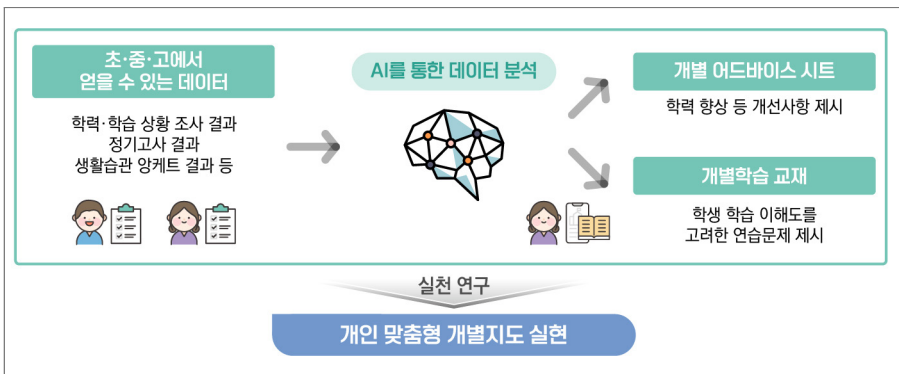 초·중·고에서
얻을 수 있는 데이터
학력·학습 상황 조사 결과
정기고사 결과
생활습관 앙케트 결과 등
AI를 통한 데이터 분석
개별 어드바이스 시트
학력 향상 등 개선사항 제시
개별학습 교재
학생 학습 이해도를
고려한 연습문제 제시
실천 연구
개인 맞춤형 개별지도 실현